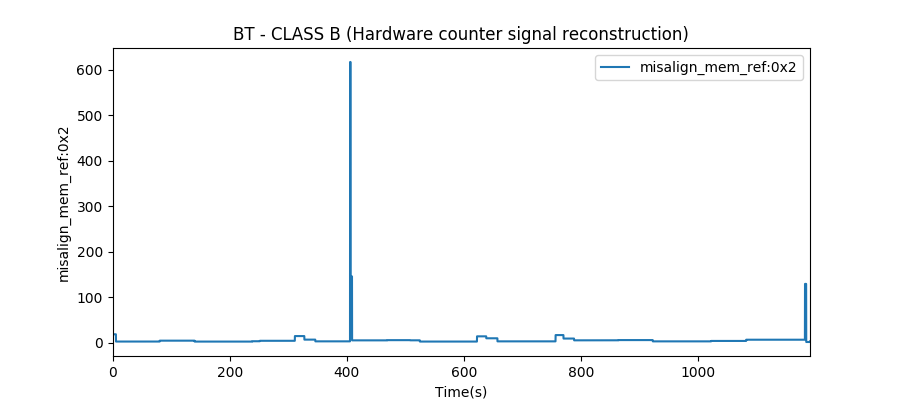 BT - CLASS B (Hardware counter signal reconstruction)
misalign_mem_ref:0x2
misalign_mem_ref:0x2
600
500
400
300
200
100
0
0 200 400 600 800 1000
Time(s)